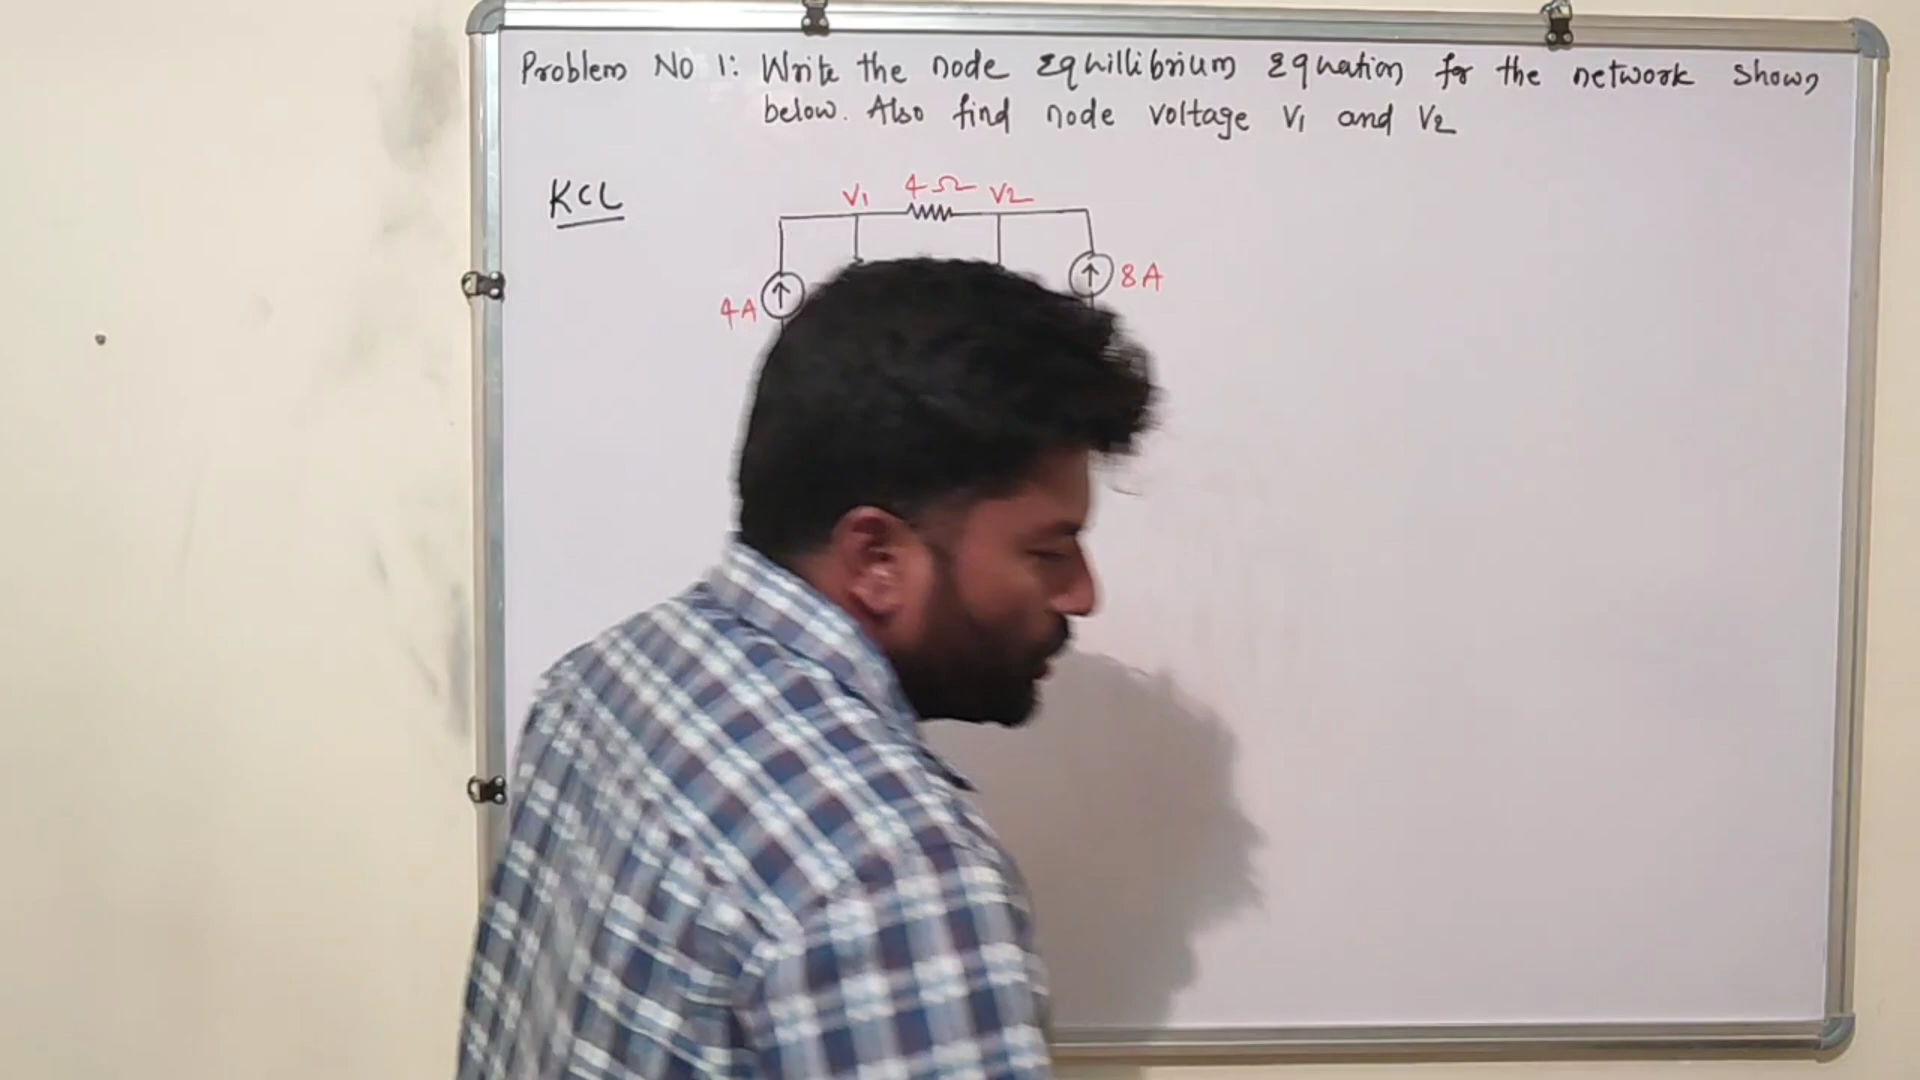 Problem No 1: Write the node Equillibrium Equation for the network shown
below. Also find node voltage V1 and V2
KCL
V1 4Ω V2
4A
8A